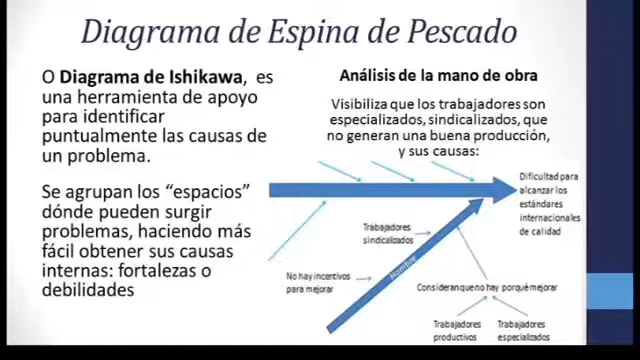 Diagrama de Espina de Pescado
O Diagrama de Ishikawa, es
una herramienta de apoyo
para identificar
puntualmente las causas de
un problema.
Se agrupan los “espacios”
dónde pueden surgir
problemas, haciendo más
fácil obtener sus causas
internas: fortalezas o
debilidades
Análisis de la mano de obra
Visibiliza que los trabajadores son
especializados, sindicalizados, que
no generan una buena producción,
y sus causas:
Dificultad para
alcanzar los
estándares
internacionales
de calidad
Trabajadores
sindicalizados
Hombre
No hay incentivos
para mejorar
Consideran que no hay porqué mejorar
Trabajadores
productivos
Trabajadores
especializados